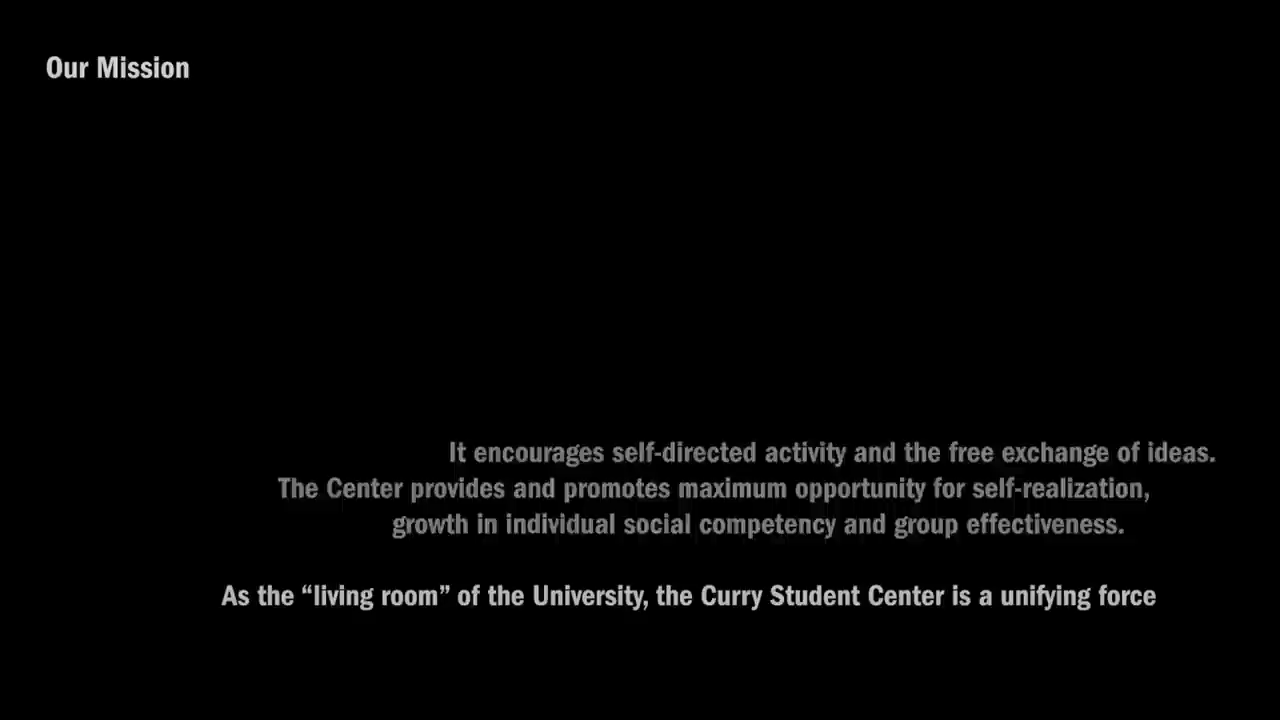 Our Mission
It encourages self-directed activity and the free exchange of ideas.
The Center provides and promotes maximum opportunity for self-realization,
growth in individual social competency and group effectiveness.
As the “living room” of the University, the Curry Student Center is a unifying force